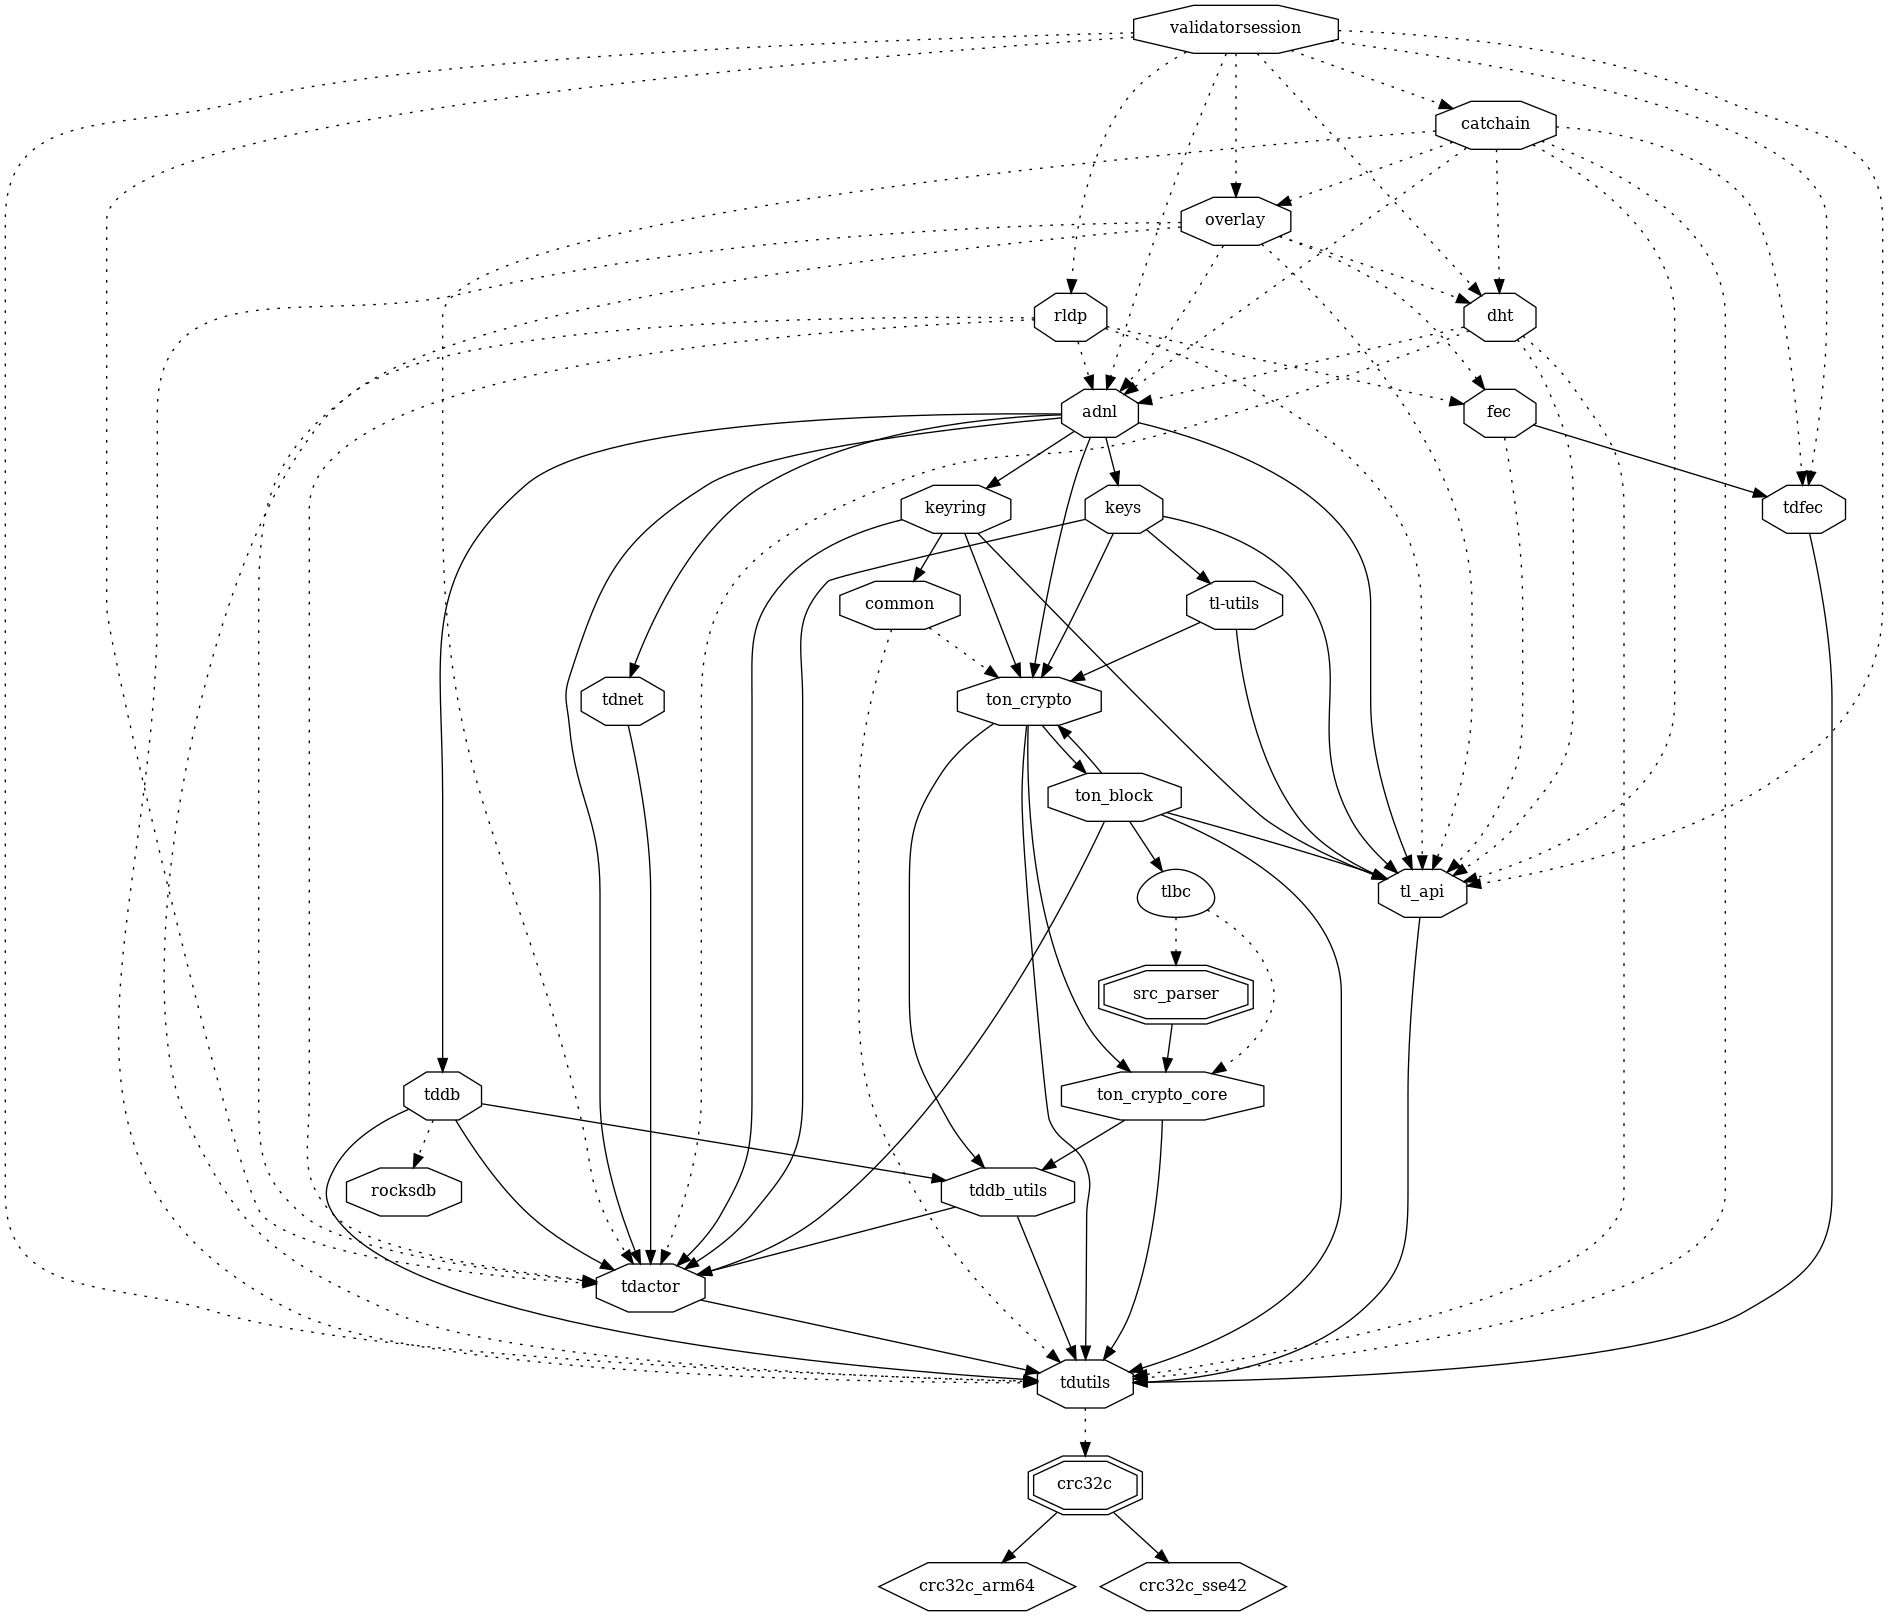 validatorsession
catchain
overlay
rldp
dht
adnl
fec
keyring
keys
tdfec
common
tl-utils
tdnet
ton_crypto
ton_block
tlbc
tl_api
src_parser
tddb
ton_crypto_core
rocksdb
tddb_utils
tdactor
tdutils
crc32c
crc32c_arm64
crc32c_sse42